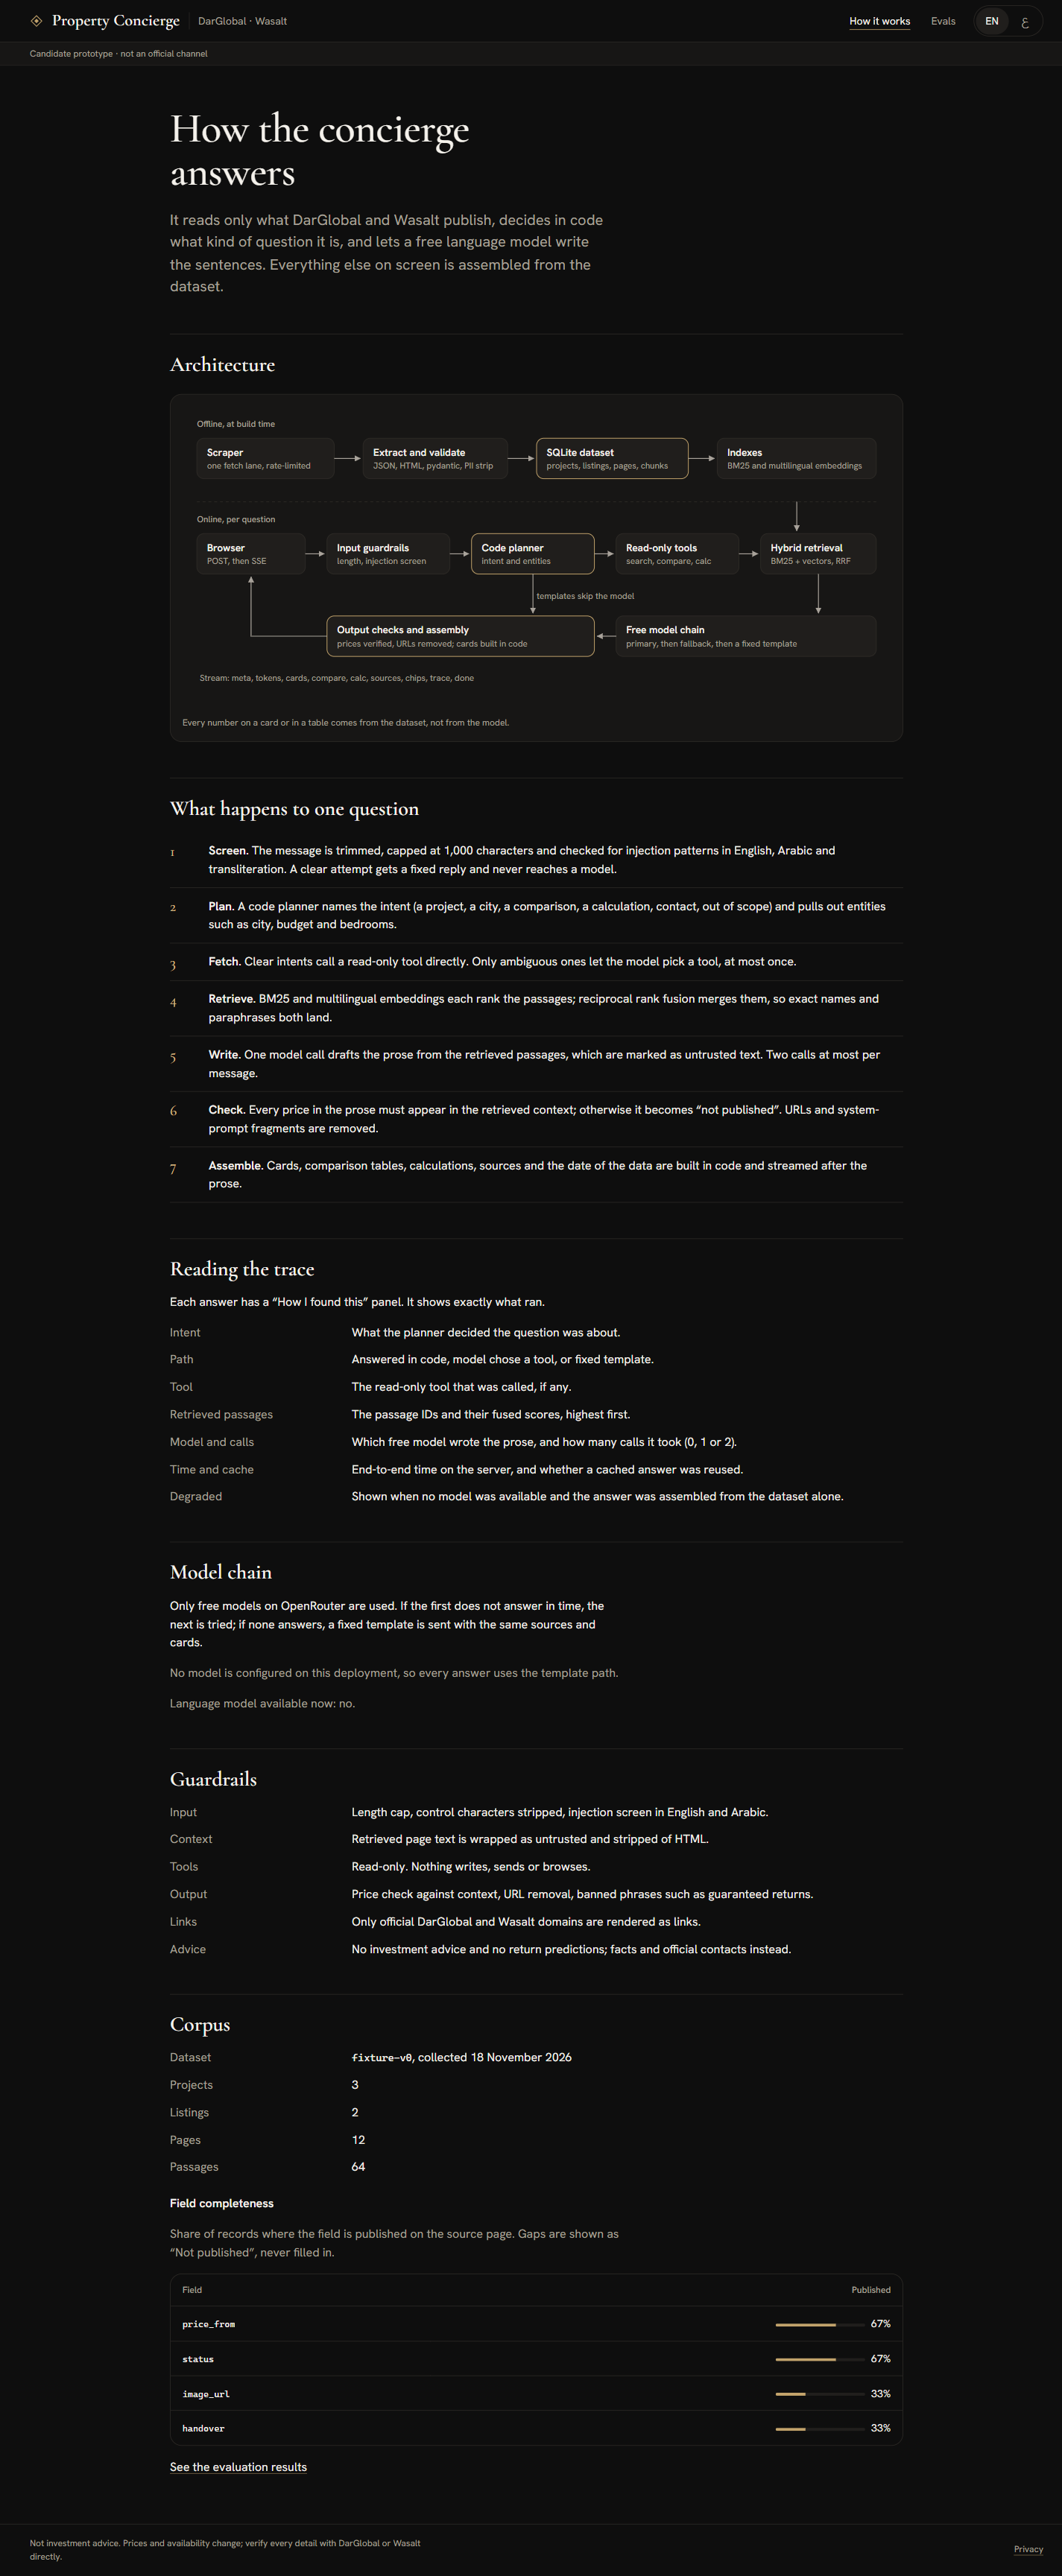 Property Concierge
DarGlobal · Wasalt
How it works
Evals
EN
ع
Candidate prototype · not an official channel
How the concierge
answers
It reads only what DarGlobal and Wasalt publish, decides in code
what kind of question it is, and lets a free language model write
the sentences. Everything else on screen is assembled from the
dataset.
Architecture
Offline, at build time
Scraper
one fetch lane, rate-limited
Extract and validate
JSON, HTML, pydantic, PII strip
SQLite dataset
projects, listings, pages, chunks
Indexes
BM25 and multilingual embeddings
Online, per question
Browser
POST, then SSE
Input guardrails
length, injection screen
Code planner
intent and entities
Read-only tools
search, compare, calc
Hybrid retrieval
BM25 + vectors, RRF
templates skip the model
Output checks and assembly
prices verified, URLs removed; cards built in code
Free model chain
primary, then fallback, then a fixed template
Stream: meta, tokens, cards, compare, calc, sources, chips, trace, done
Every number on a card or in a table comes from the dataset, not from the model.
What happens to one question
1 Screen. The message is trimmed, capped at 1,000 characters and checked for injection patterns in English, Arabic and
transliteration. A clear attempt gets a fixed reply and never reaches a model.
2 Plan. A code planner names the intent (a project, a city, a comparison, a calculation, contact, out of scope) and pulls out entities
such as city, budget and bedrooms.
3 Fetch. Clear intents call a read-only tool directly. Only ambiguous ones let the model pick a tool, at most once.
4 Retrieve. BM25 and multilingual embeddings each rank the passages; reciprocal rank fusion merges them, so exact names and
paraphrases both land.
5 Write. One model call drafts the prose from the retrieved passages, which are marked as untrusted text. Two calls at most per
message.
6 Check. Every price in the prose must appear in the retrieved context; otherwise it becomes “not published”. URLs and system-
prompt fragments are removed.
7 Assemble. Cards, comparison tables, calculations, sources and the date of the data are built in code and streamed after the
prose.
Reading the trace
Each answer has a “How I found this” panel. It shows exactly what ran.
Intent What the planner decided the question was about.
Path Answered in code, model chose a tool, or fixed template.
Tool The read-only tool that was called, if any.
Retrieved passages The passage IDs and their fused scores, highest first.
Model and calls Which free model wrote the prose, and how many calls it took (0, 1 or 2).
Time and cache End-to-end time on the server, and whether a cached answer was reused.
Degraded Shown when no model was available and the answer was assembled from the dataset alone.
Model chain
Only free models on OpenRouter are used. If the first does not answer in time, the
next is tried; if none answers, a fixed template is sent with the same sources and
cards.
No model is configured on this deployment, so every answer uses the template path.
Language model available now: no.
Guardrails
Input Length cap, control characters stripped, injection screen in English and Arabic.
Context Retrieved page text is wrapped as untrusted and stripped of HTML.
Tools Read-only. Nothing writes, sends or browses.
Output Price check against context, URL removal, banned phrases such as guaranteed returns.
Links Only official DarGlobal and Wasalt domains are rendered as links.
Advice No investment advice and no return predictions; facts and official contacts instead.
Corpus
Dataset fixture-v0, collected 18 November 2026
Projects 3
Listings 2
Pages 12
Passages 64
Field completeness
Share of records where the field is published on the source page. Gaps are shown as
“Not published”, never filled in.
Field Published
price_from 67%
status 67%
image_url 33%
handover 33%
See the evaluation results
Not investment advice. Prices and availability change; verify every detail with DarGlobal or Wasalt
directly.
Privacy